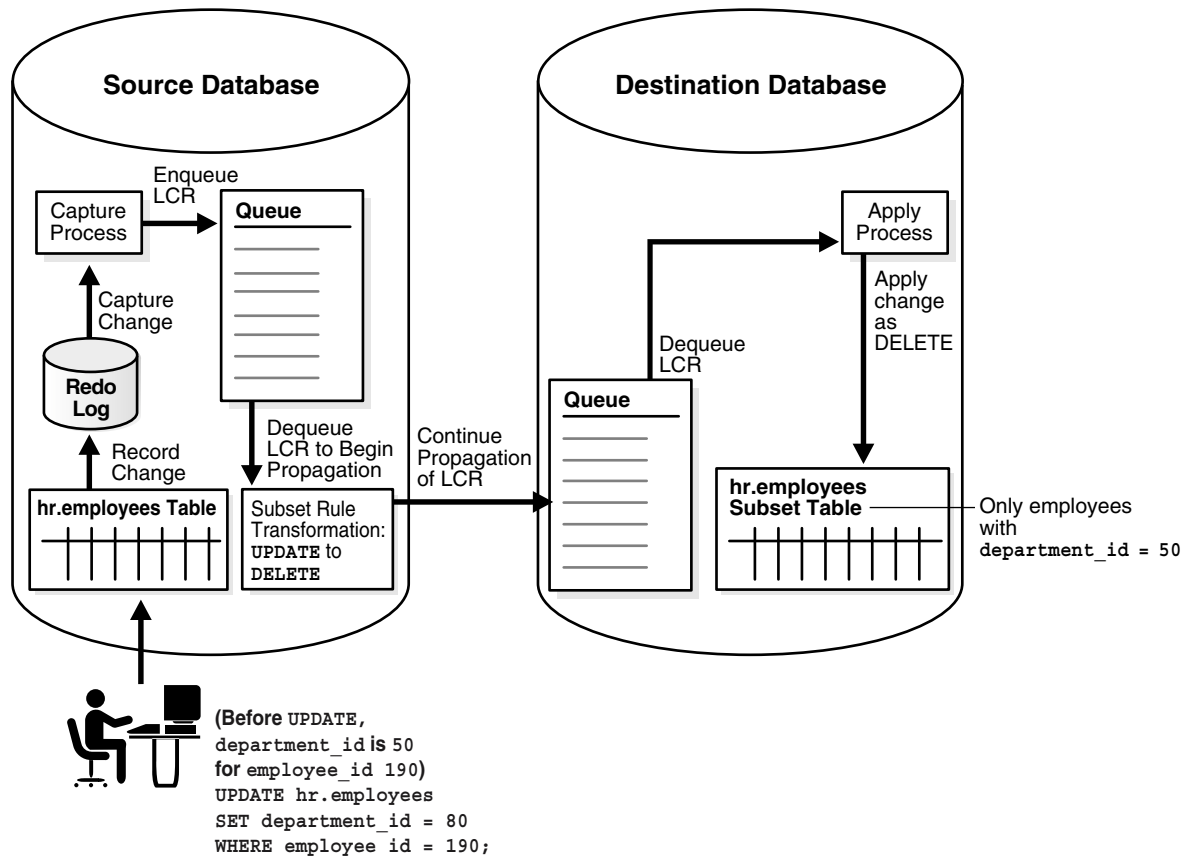 Source Database
Destination Database
Enqueue
LCR
Capture
Process
Queue
Apply
Process
Capture
Change
Apply
change
as
DELETE
Redo
Log
Dequeue
LCR
Queue
Record
Change
Dequeue
LCR to Begin
Propagation
Continue
Propagation
of LCR
hr.employees Table
Subset Rule
Transformation:
UPDATE to
DELETE
hr.employees
Subset Table
Only employees
with
department_id = 50
(Before UPDATE,
department_id is 50
for employee_id 190)
UPDATE hr.employees
SET department_id = 80
WHERE employee_id = 190;